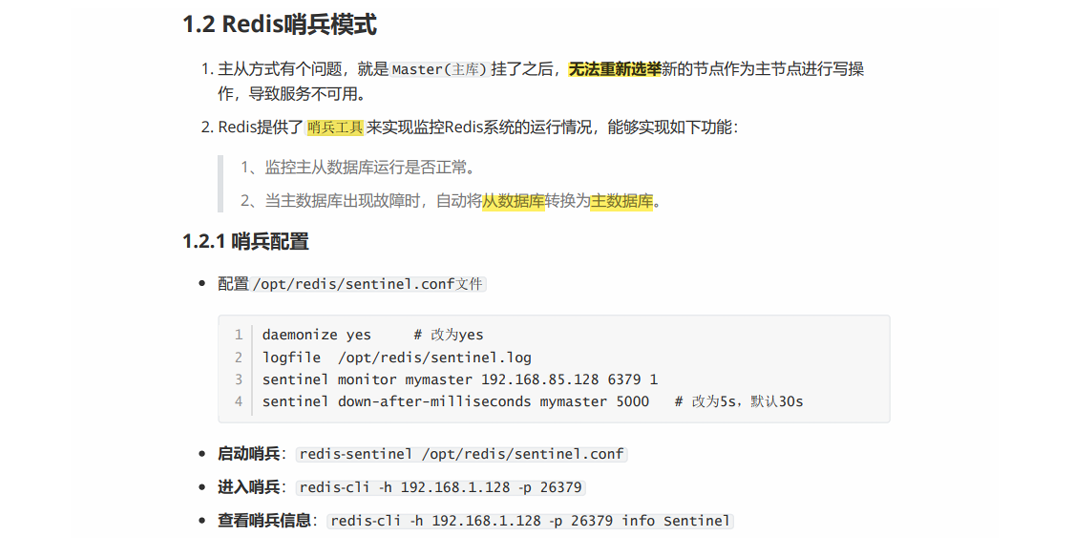 1.2 Redis哨兵模式
1. 主从方式有个问题，就是 Master(主库) 挂了之后，无法重新选举新的节点作为主节点进行写操
作，导致服务不可用。
2. Redis提供了 哨兵工具 来实现监控Redis系统的运行情况，能够实现如下功能：
1、监控主从数据库运行是否正常。
2、当主数据库出现故障时，自动将从数据库转换为主数据库。
1.2.1 哨兵配置
• 配置 /opt/redis/sentinel.conf文件
1 daemonize yes     # 改为yes
2 logfile  /opt/redis/sentinel.log
3 sentinel monitor mymaster 192.168.85.128 6379 1
4 sentinel down-after-milliseconds mymaster 5000   # 改为5s，默认30s
• 启动哨兵： redis-sentinel /opt/redis/sentinel.conf
• 进入哨兵： redis-cli -h 192.168.1.128 -p 26379
• 查看哨兵信息： redis-cli -h 192.168.1.128 -p 26379 info Sentinel